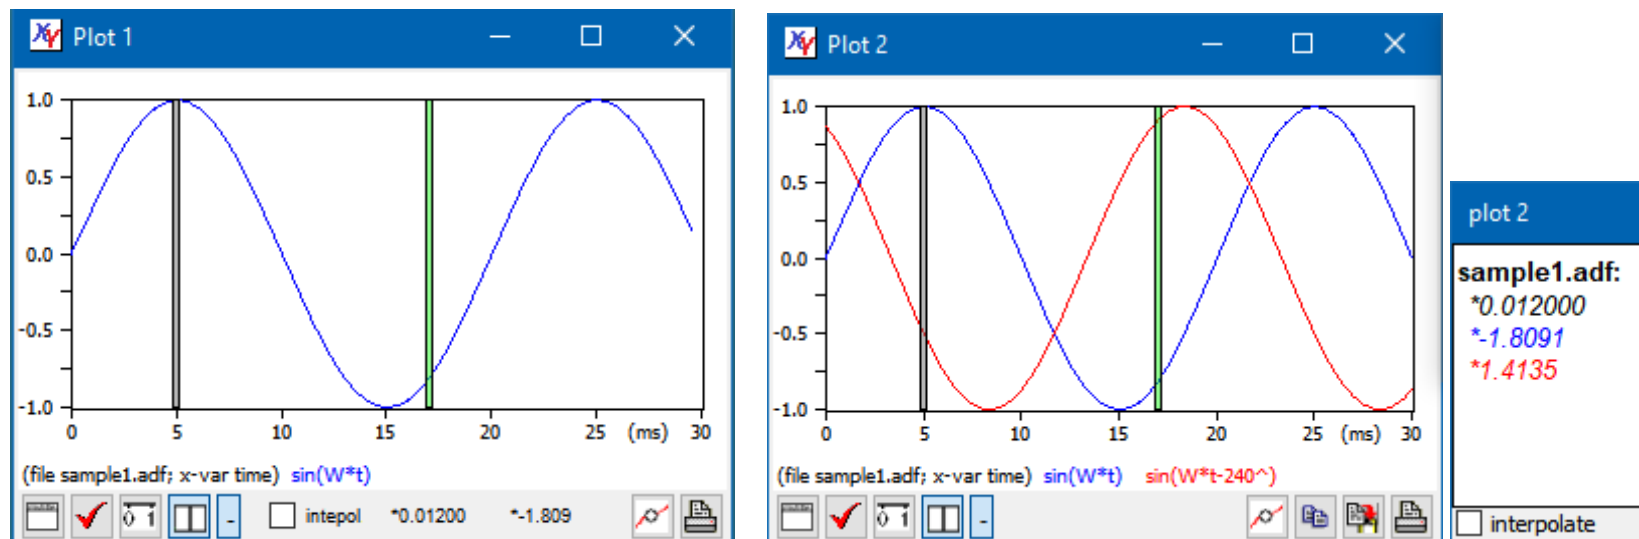 Plot 1
1.0
0.5
0.0
-0.5
-1.0
0 5 10 15 20 25 (ms) 30
(file sample1.adf; x-var time) sin(W*t)
intepol *0.01200 *-1.809
Plot 2
1.0
0.5
0.0
-0.5
-1.0
0 5 10 15 20 25 (ms) 30
(file sample1.adf; x-var time) sin(W*t) sin(W*t-240^)
plot 2
sample1.adf:
*0.012000
*-1.8091
*1.4135
interpolate